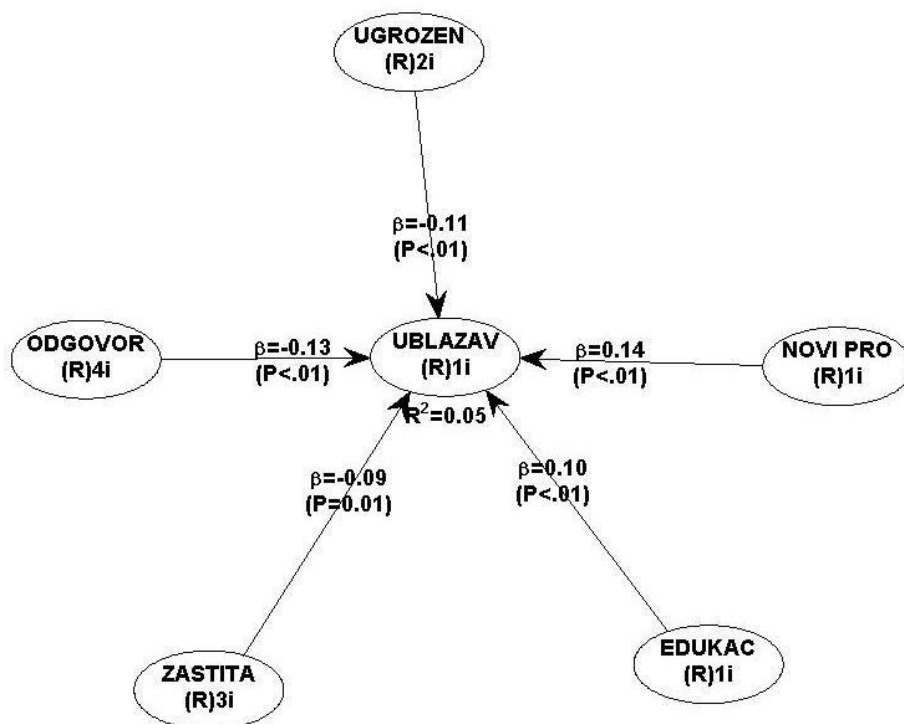 UGROZEN
(R)2i
β=-0.11
(P<.01)
ODGOVOR
(R)4i
β=-0.13
(P<.01)
UBLAZAV
(R)1i
R²=0.05
β=0.14
(P<.01)
NOVI PRO
(R)1i
β=-0.09
(P=0.01)
β=0.10
(P<.01)
ZASTITA
(R)3i
EDUKAC
(R)1i